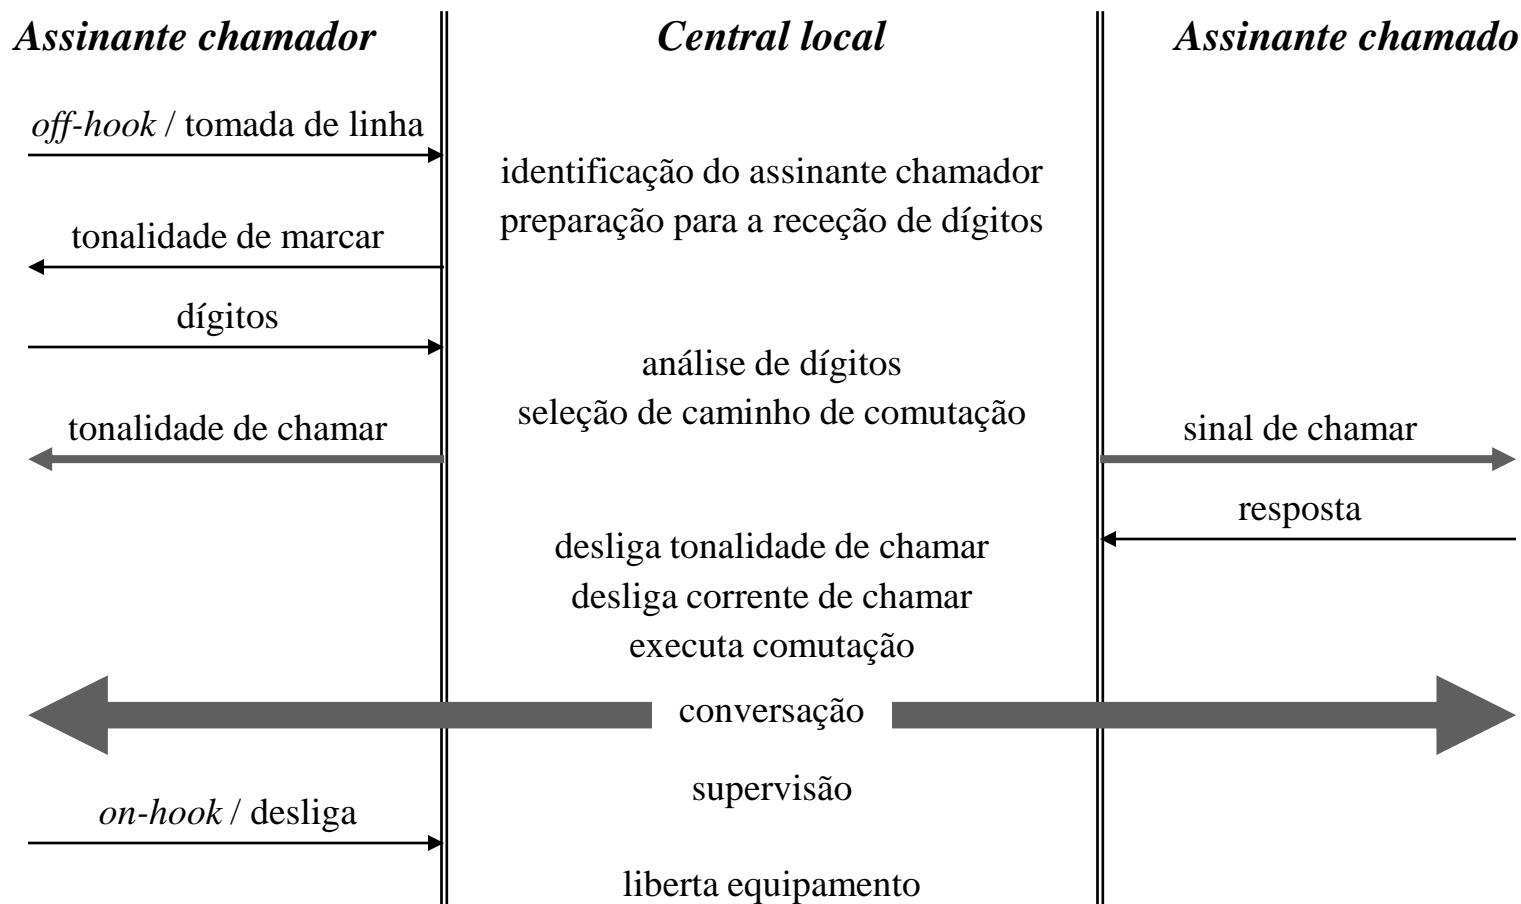 Assinante chamador
Central local
Assinante chamado
off-hook / tomada de linha
identificação do assinante chamador
preparação para a receção de dígitos
tonalidade de marcar
dígitos
análise de dígitos
seleção de caminho de comutação
tonalidade de chamar
sinal de chamar
resposta
desliga tonalidade de chamar
desliga corrente de chamar
executa comutação
conversação
supervisão
on-hook / desliga
liberta equipamento